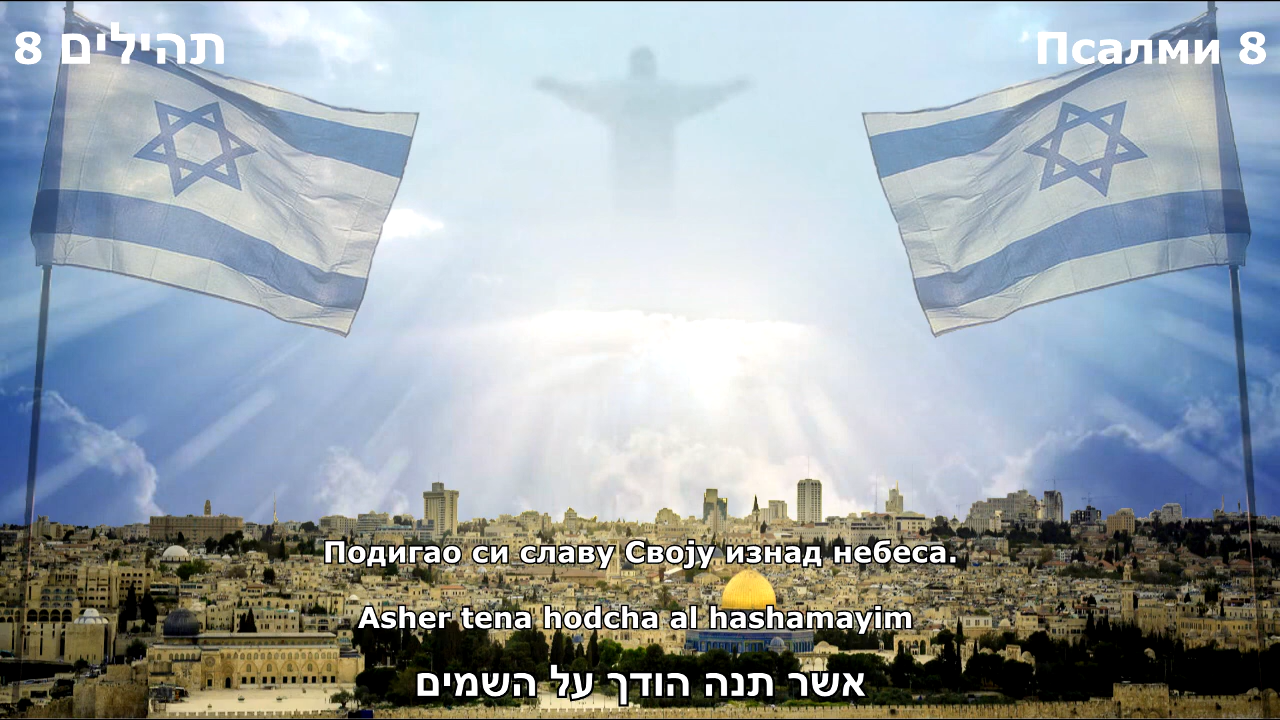 תהילים 8
Псалми 8
Подигао си славу Своју изнад небеса.
Asher tena hodcha al hashamayim
אשר תנה הודך על השמים